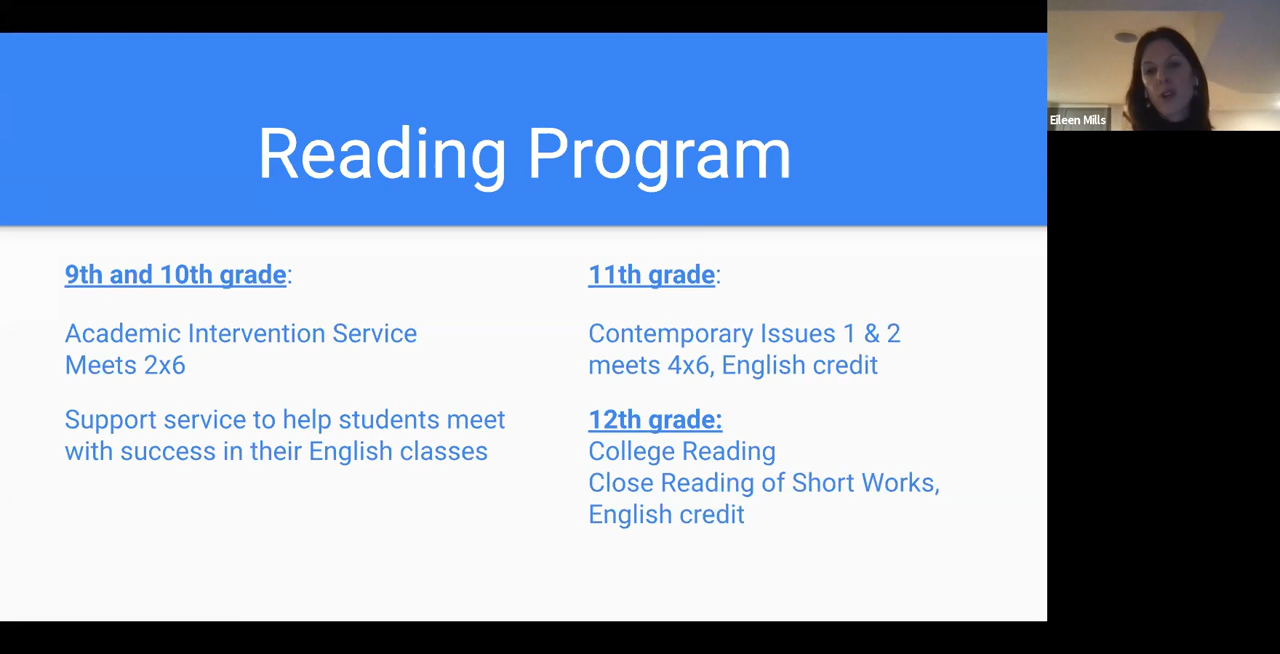 Reading Program
9th and 10th grade:
Academic Intervention Service
Meets 2x6
Support service to help students meet
with success in their English classes
11th grade:
Contemporary Issues 1 & 2
meets 4x6, English credit
12th grade:
College Reading
Close Reading of Short Works,
English credit
Eileen Mills